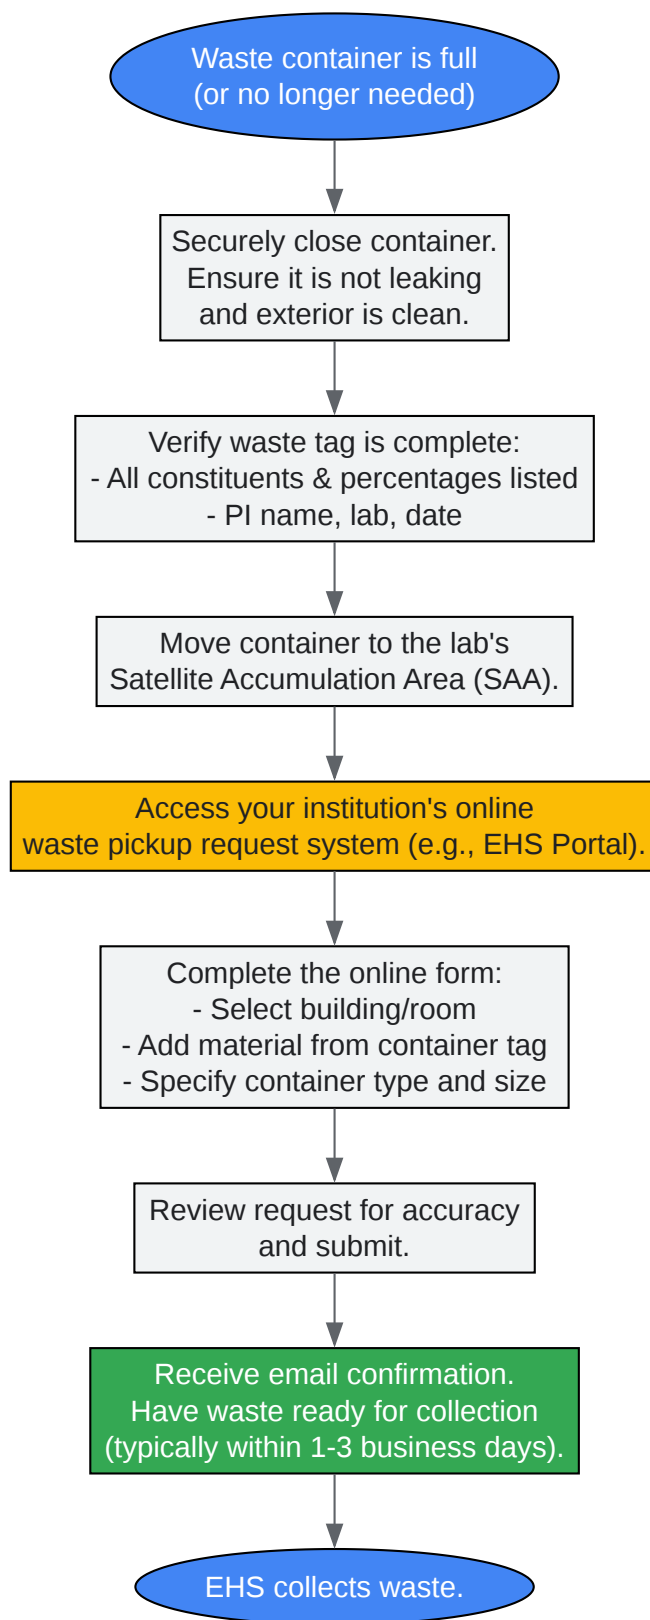 Waste container is full
(or no longer needed)
Securely close container.
Ensure it is not leaking
and exterior is clean.
Verify waste tag is complete:
- All constituents & percentages listed
- PI name, lab, date
Move container to the lab's
Satellite Accumulation Area (SAA).
Access your institution's online
waste pickup request system (e.g., EHS Portal).
Complete the online form:
- Select building/room
- Add material from container tag
- Specify container type and size
Review request for accuracy
and submit.
Receive email confirmation.
Have waste ready for collection
(typically within 1-3 business days).
EHS collects waste.